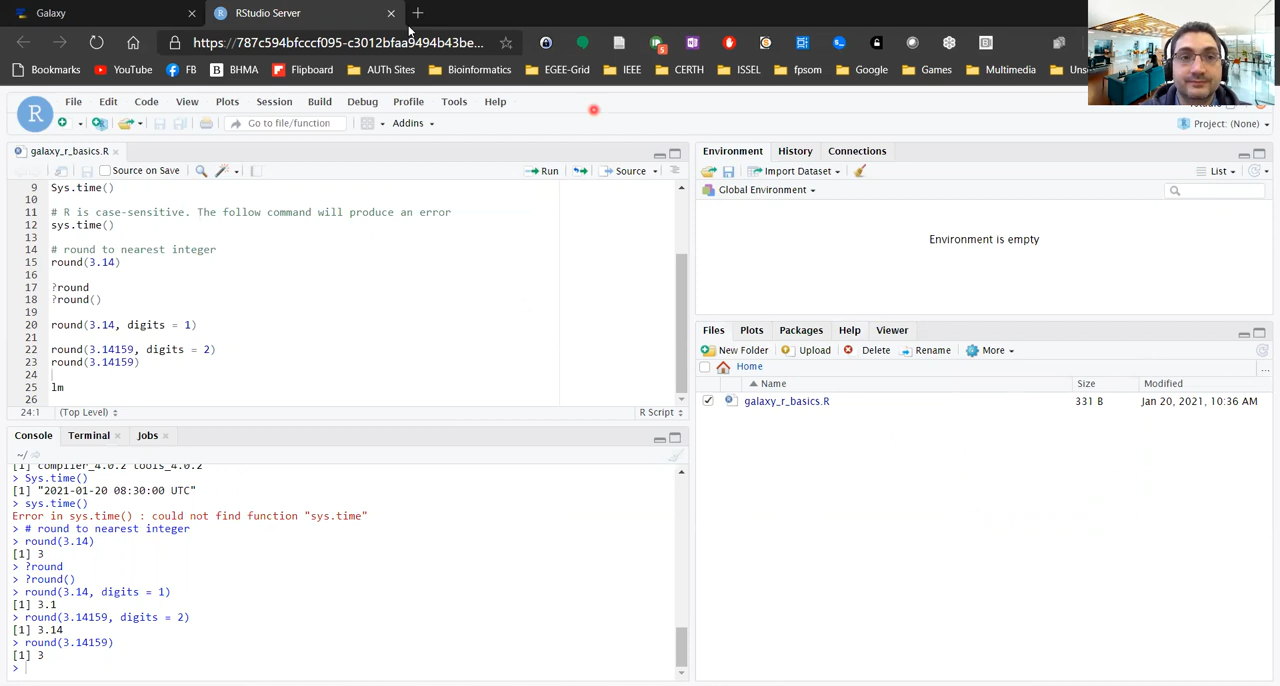 Galaxy
RStudio Server
https://787c594bfcccf095-c3012bfaa9494b43be...
Bookmarks YouTube FB BHMA Flipboard AUTh Sites Bioinformatics EGEE-Grid IEEE CERTH ISSEL fpsom Google Games Multimedia
File Edit Code View Plots Session Build Debug Profile Tools Help
Go to file/function Addins
Project: (None)
galaxy_r_basics.R
Source on Save Run Source
9 Sys.time()
10
11 # R is case-sensitive. The follow command will produce an error
12 sys.time()
13
14 # round to nearest integer
15 round(3.14)
16
17 ?round
18 ?round()
19
20 round(3.14, digits = 1)
21
22 round(3.14159, digits = 2)
23 round(3.14159)
24
25 lm
26
24:1 (Top Level) R Script
Console Terminal Jobs
~/
[1] compiler_4.0.2 tools_4.0.2
> Sys.time()
[1] "2021-01-20 08:30:00 UTC"
> sys.time()
Error in sys.time() : could not find function "sys.time"
> # round to nearest integer
> round(3.14)
[1] 3
> ?round
> ?round()
> round(3.14, digits = 1)
[1] 3.1
> round(3.14159, digits = 2)
[1] 3.14
> round(3.14159)
[1] 3
>
Environment History Connections
Import Dataset List
Global Environment
Environment is empty
Files Plots Packages Help Viewer
New Folder Upload Delete Rename More
Home ...
Name Size Modified
galaxy_r_basics.R 331 B Jan 20, 2021, 10:36 AM